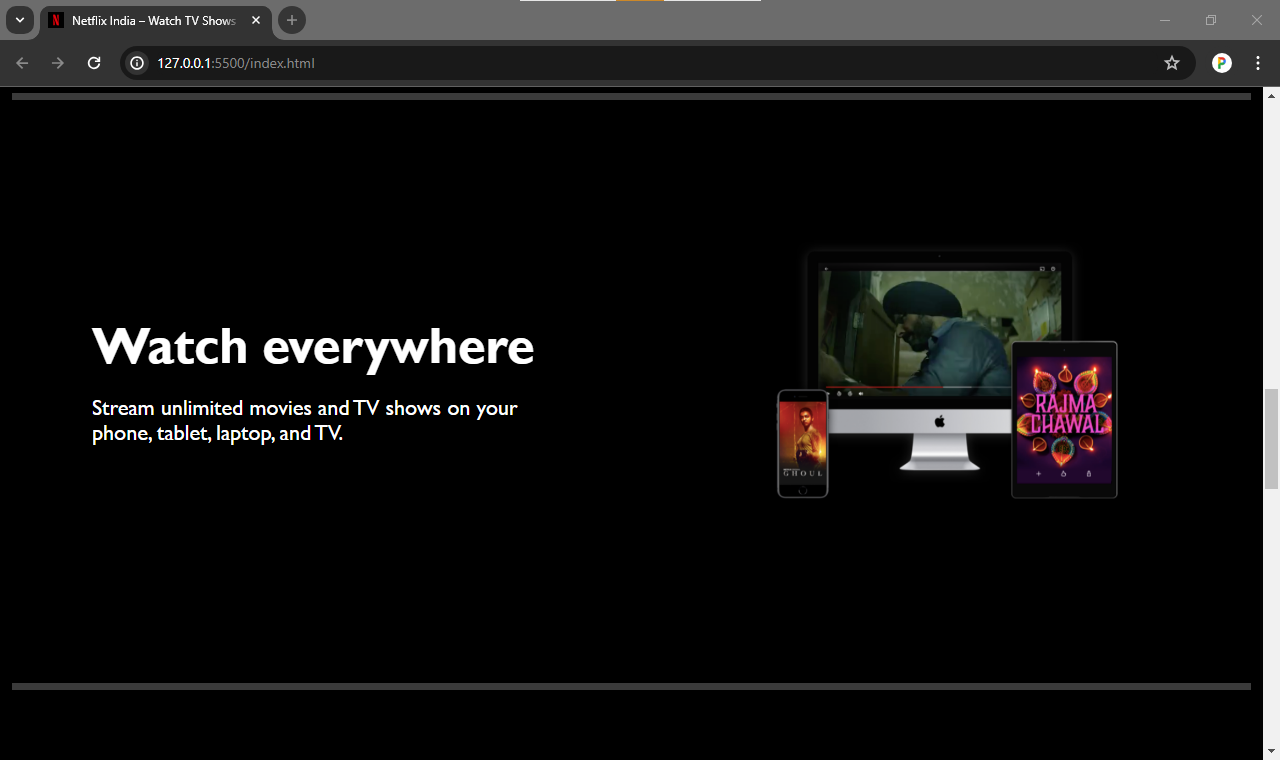 Netflix India – Watch TV Shows
127.0.0.1:5500/index.html
Watch everywhere
Stream unlimited movies and TV shows on your
phone, tablet, laptop, and TV.
RAJMA
CHAWAL
GHOUL